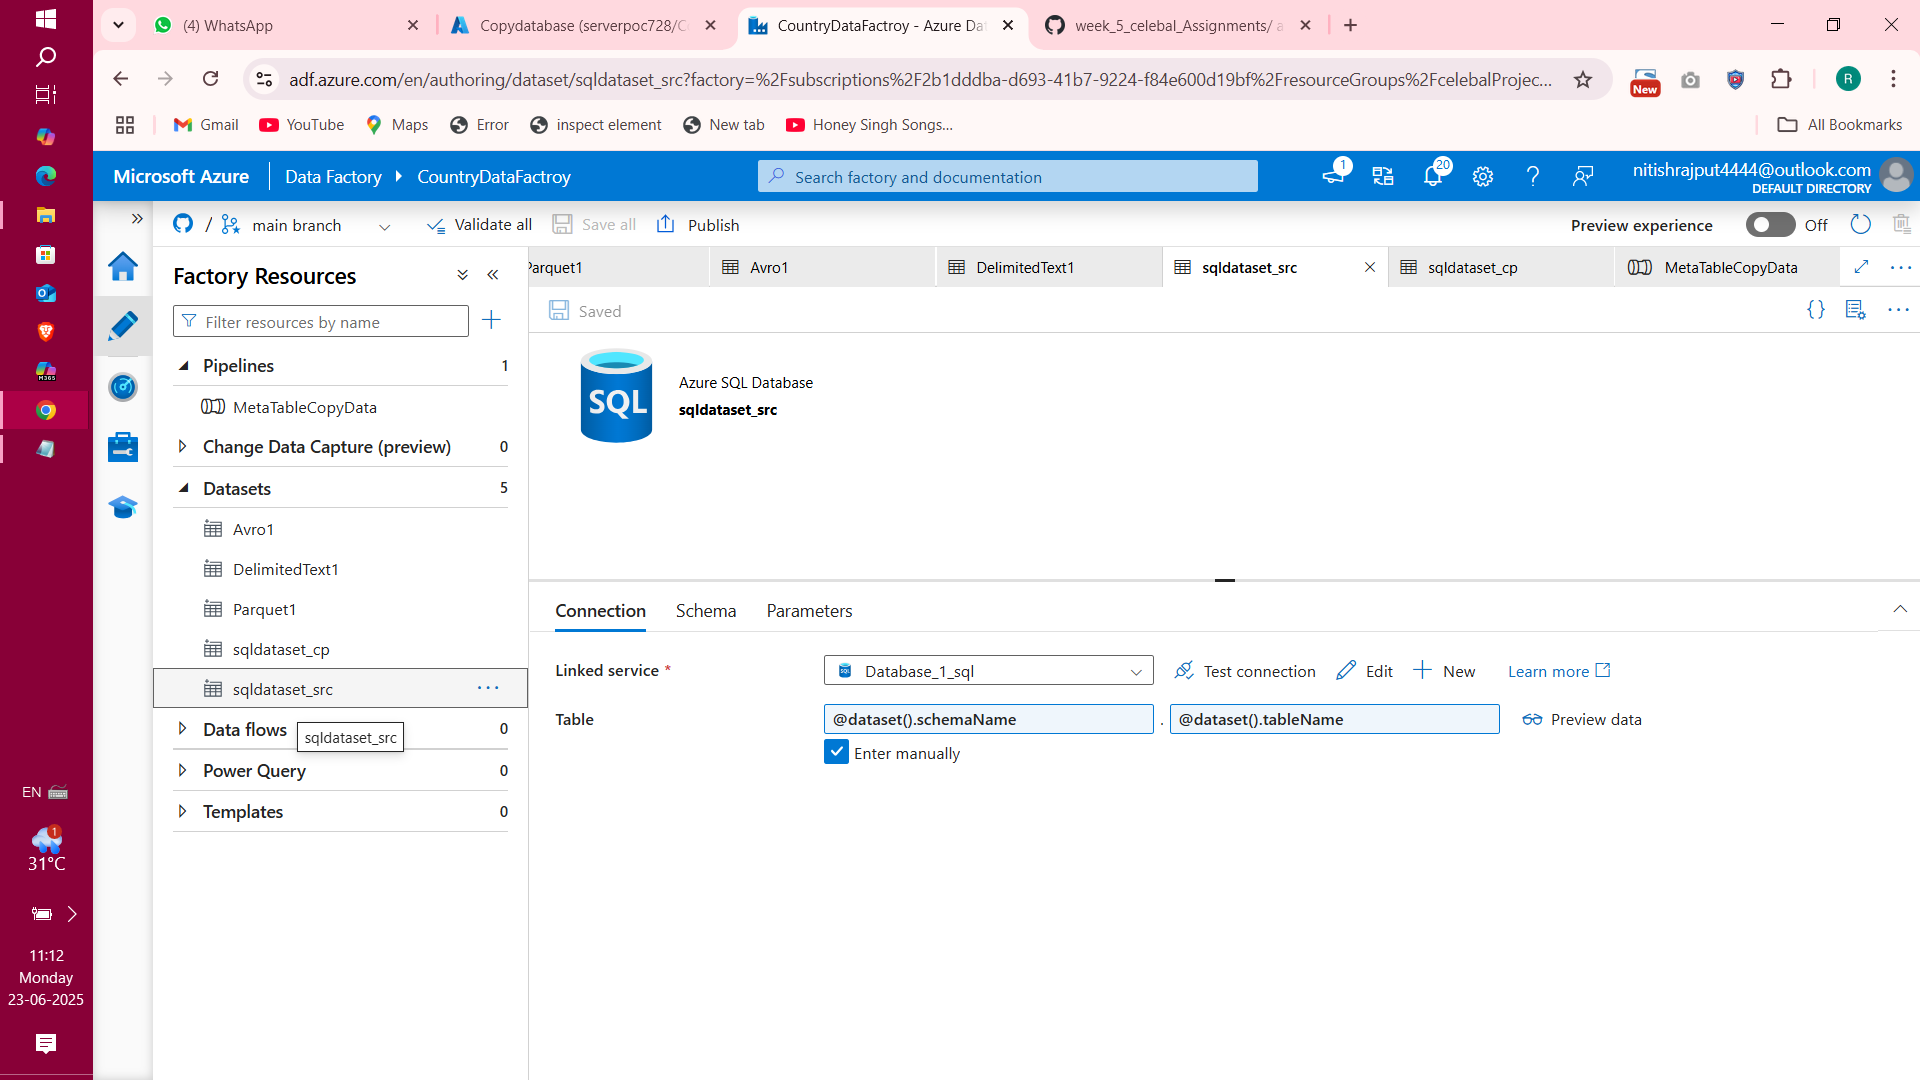 (4) WhatsApp
Copydatabase (serverpoc728/C
CountryDataFactroy - Azure Da
week_5_celebal_Assignments/ a
adf.azure.com/en/authoring/dataset/sqldataset_src?factory=%2Fsubscriptions%2F2b1dddba-d693-41b7-9224-f84e600d19bf%2FresourceGroups%2FcelebalProjec...
New
R
Gmail
YouTube
Maps
Error
inspect element
New tab
Honey Singh Songs...
All Bookmarks
Microsoft Azure
Data Factory
CountryDataFactroy
Search factory and documentation
1
20
nitishrajput4444@outlook.com
DEFAULT DIRECTORY
/
main branch
Validate all
Save all
Publish
Preview experience
Off
Factory Resources
Filter resources by name
Pipelines 1
MetaTableCopyData
Change Data Capture (preview) 0
Datasets 5
Avro1
DelimitedText1
Parquet1
sqldataset_cp
sqldataset_src
Data flows 0
sqldataset_src
Power Query 0
Templates 0
Parquet1
Avro1
DelimitedText1
sqldataset_src
sqldataset_cp
MetaTableCopyData
Saved
{}
SQL
Azure SQL Database
sqldataset_src
Connection
Schema
Parameters
Linked service *
Database_1_sql
Test connection
Edit
New
Learn more
Table
@dataset().schemaName . @dataset().tableName
Preview data
Enter manually
M365
EN
1
31°C
11:12
Monday
23-06-2025